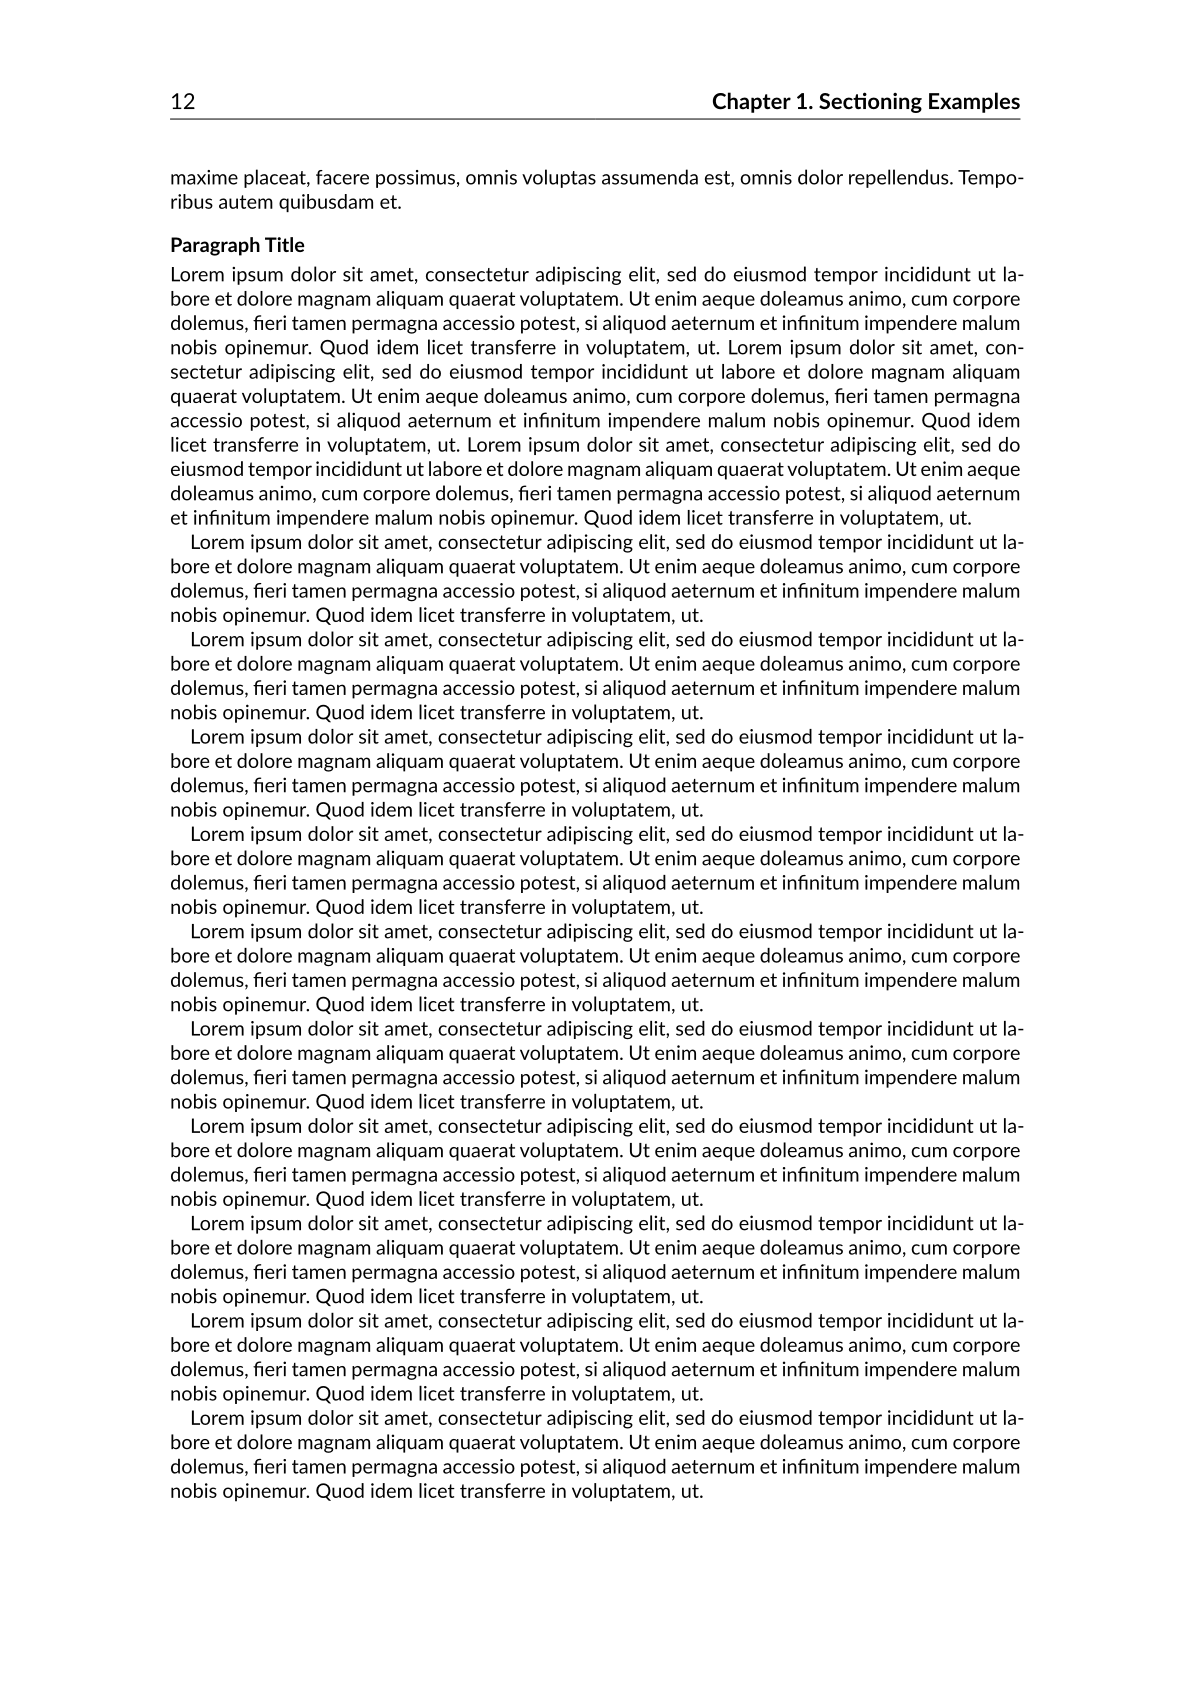 12 Chapter 1. Sectioning Examples
maxime placeat, facere possimus, omnis voluptas assumenda est, omnis dolor repellendus. Tempo-
ribus autem quibusdam et.
Paragraph Title
Lorem ipsum dolor sit amet, consectetur adipiscing elit, sed do eiusmod tempor incididunt ut la-
bore et dolore magnam aliquam quaerat voluptatem. Ut enim aeque doleamus animo, cum corpore
dolemus, fieri tamen permagna accessio potest, si aliquod aeternum et infinitum impendere malum
nobis opinemur. Quod idem licet transferre in voluptatem, ut. Lorem ipsum dolor sit amet, con-
sectetur adipiscing elit, sed do eiusmod tempor incididunt ut labore et dolore magnam aliquam
quaerat voluptatem. Ut enim aeque doleamus animo, cum corpore dolemus, fieri tamen permagna
accessio potest, si aliquod aeternum et infinitum impendere malum nobis opinemur. Quod idem
licet transferre in voluptatem, ut. Lorem ipsum dolor sit amet, consectetur adipiscing elit, sed do
eiusmod tempor incididunt ut labore et dolore magnam aliquam quaerat voluptatem. Ut enim aeque
doleamus animo, cum corpore dolemus, fieri tamen permagna accessio potest, si aliquod aeternum
et infinitum impendere malum nobis opinemur. Quod idem licet transferre in voluptatem, ut.
Lorem ipsum dolor sit amet, consectetur adipiscing elit, sed do eiusmod tempor incididunt ut la-
bore et dolore magnam aliquam quaerat voluptatem. Ut enim aeque doleamus animo, cum corpore
dolemus, fieri tamen permagna accessio potest, si aliquod aeternum et infinitum impendere malum
nobis opinemur. Quod idem licet transferre in voluptatem, ut.
Lorem ipsum dolor sit amet, consectetur adipiscing elit, sed do eiusmod tempor incididunt ut la-
bore et dolore magnam aliquam quaerat voluptatem. Ut enim aeque doleamus animo, cum corpore
dolemus, fieri tamen permagna accessio potest, si aliquod aeternum et infinitum impendere malum
nobis opinemur. Quod idem licet transferre in voluptatem, ut.
Lorem ipsum dolor sit amet, consectetur adipiscing elit, sed do eiusmod tempor incididunt ut la-
bore et dolore magnam aliquam quaerat voluptatem. Ut enim aeque doleamus animo, cum corpore
dolemus, fieri tamen permagna accessio potest, si aliquod aeternum et infinitum impendere malum
nobis opinemur. Quod idem licet transferre in voluptatem, ut.
Lorem ipsum dolor sit amet, consectetur adipiscing elit, sed do eiusmod tempor incididunt ut la-
bore et dolore magnam aliquam quaerat voluptatem. Ut enim aeque doleamus animo, cum corpore
dolemus, fieri tamen permagna accessio potest, si aliquod aeternum et infinitum impendere malum
nobis opinemur. Quod idem licet transferre in voluptatem, ut.
Lorem ipsum dolor sit amet, consectetur adipiscing elit, sed do eiusmod tempor incididunt ut la-
bore et dolore magnam aliquam quaerat voluptatem. Ut enim aeque doleamus animo, cum corpore
dolemus, fieri tamen permagna accessio potest, si aliquod aeternum et infinitum impendere malum
nobis opinemur. Quod idem licet transferre in voluptatem, ut.
Lorem ipsum dolor sit amet, consectetur adipiscing elit, sed do eiusmod tempor incididunt ut la-
bore et dolore magnam aliquam quaerat voluptatem. Ut enim aeque doleamus animo, cum corpore
dolemus, fieri tamen permagna accessio potest, si aliquod aeternum et infinitum impendere malum
nobis opinemur. Quod idem licet transferre in voluptatem, ut.
Lorem ipsum dolor sit amet, consectetur adipiscing elit, sed do eiusmod tempor incididunt ut la-
bore et dolore magnam aliquam quaerat voluptatem. Ut enim aeque doleamus animo, cum corpore
dolemus, fieri tamen permagna accessio potest, si aliquod aeternum et infinitum impendere malum
nobis opinemur. Quod idem licet transferre in voluptatem, ut.
Lorem ipsum dolor sit amet, consectetur adipiscing elit, sed do eiusmod tempor incididunt ut la-
bore et dolore magnam aliquam quaerat voluptatem. Ut enim aeque doleamus animo, cum corpore
dolemus, fieri tamen permagna accessio potest, si aliquod aeternum et infinitum impendere malum
nobis opinemur. Quod idem licet transferre in voluptatem, ut.
Lorem ipsum dolor sit amet, consectetur adipiscing elit, sed do eiusmod tempor incididunt ut la-
bore et dolore magnam aliquam quaerat voluptatem. Ut enim aeque doleamus animo, cum corpore
dolemus, fieri tamen permagna accessio potest, si aliquod aeternum et infinitum impendere malum
nobis opinemur. Quod idem licet transferre in voluptatem, ut.
Lorem ipsum dolor sit amet, consectetur adipiscing elit, sed do eiusmod tempor incididunt ut la-
bore et dolore magnam aliquam quaerat voluptatem. Ut enim aeque doleamus animo, cum corpore
dolemus, fieri tamen permagna accessio potest, si aliquod aeternum et infinitum impendere malum
nobis opinemur. Quod idem licet transferre in voluptatem, ut.